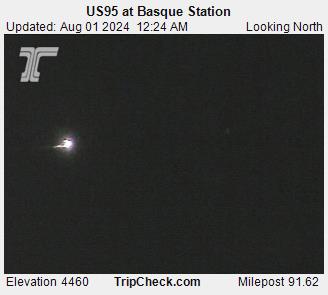 US95 at Basque Station
Updated: Aug 01 2024 12:24 AM Looking North
Elevation 4460 TripCheck.com Milepost 91.62